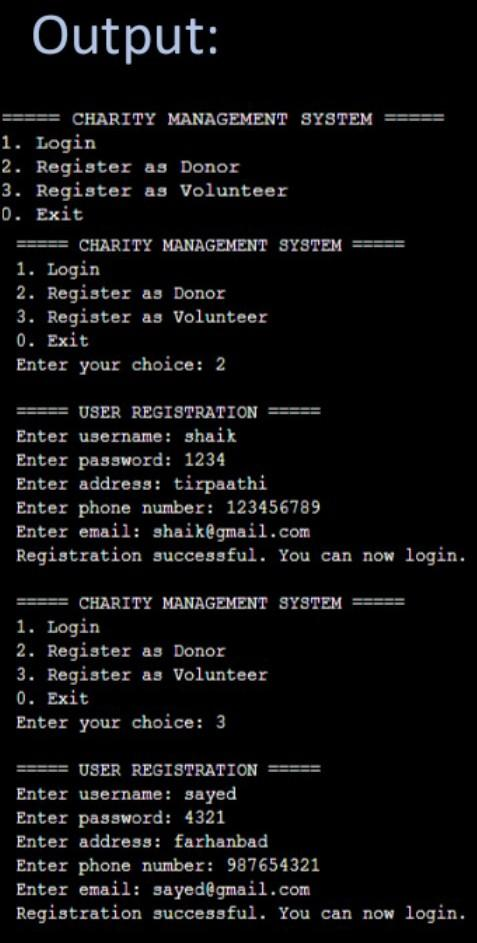 Output:
===== CHARITY MANAGEMENT SYSTEM =====
1. Login
2. Register as Donor
3. Register as Volunteer
0. Exit
===== CHARITY MANAGEMENT SYSTEM =====
1. Login
2. Register as Donor
3. Register as Volunteer
0. Exit
Enter your choice: 2
===== USER REGISTRATION =====
Enter username: shaik
Enter password: 1234
Enter address: tirpaathi
Enter phone number: 123456789
Enter email: shaik@gmail.com
Registration successful. You can now login.
===== CHARITY MANAGEMENT SYSTEM =====
1. Login
2. Register as Donor
3. Register as Volunteer
0. Exit
Enter your choice: 3
===== USER REGISTRATION =====
Enter username: sayed
Enter password: 4321
Enter address: farhanbad
Enter phone number: 987654321
Enter email: sayed@gmail.com
Registration successful. You can now login.